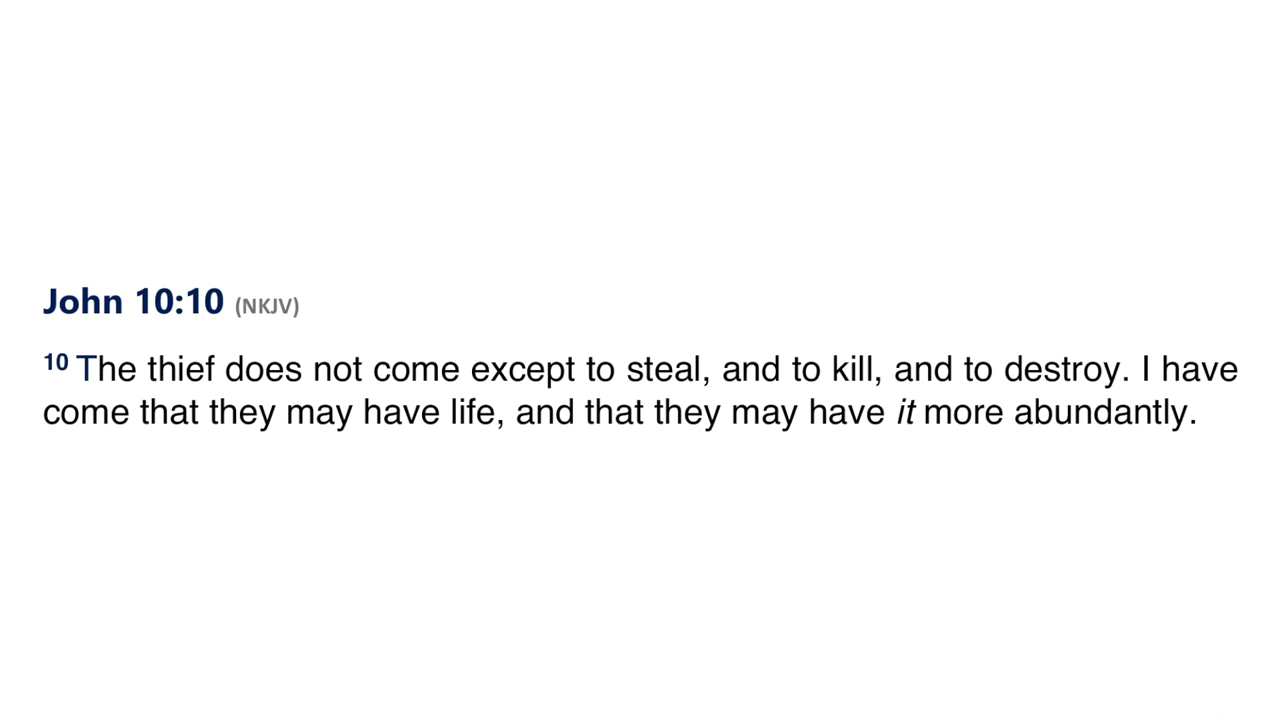 John 10:10 (NKJV)
10 The thief does not come except to steal, and to kill, and to destroy. I have
come that they may have life, and that they may have it more abundantly.